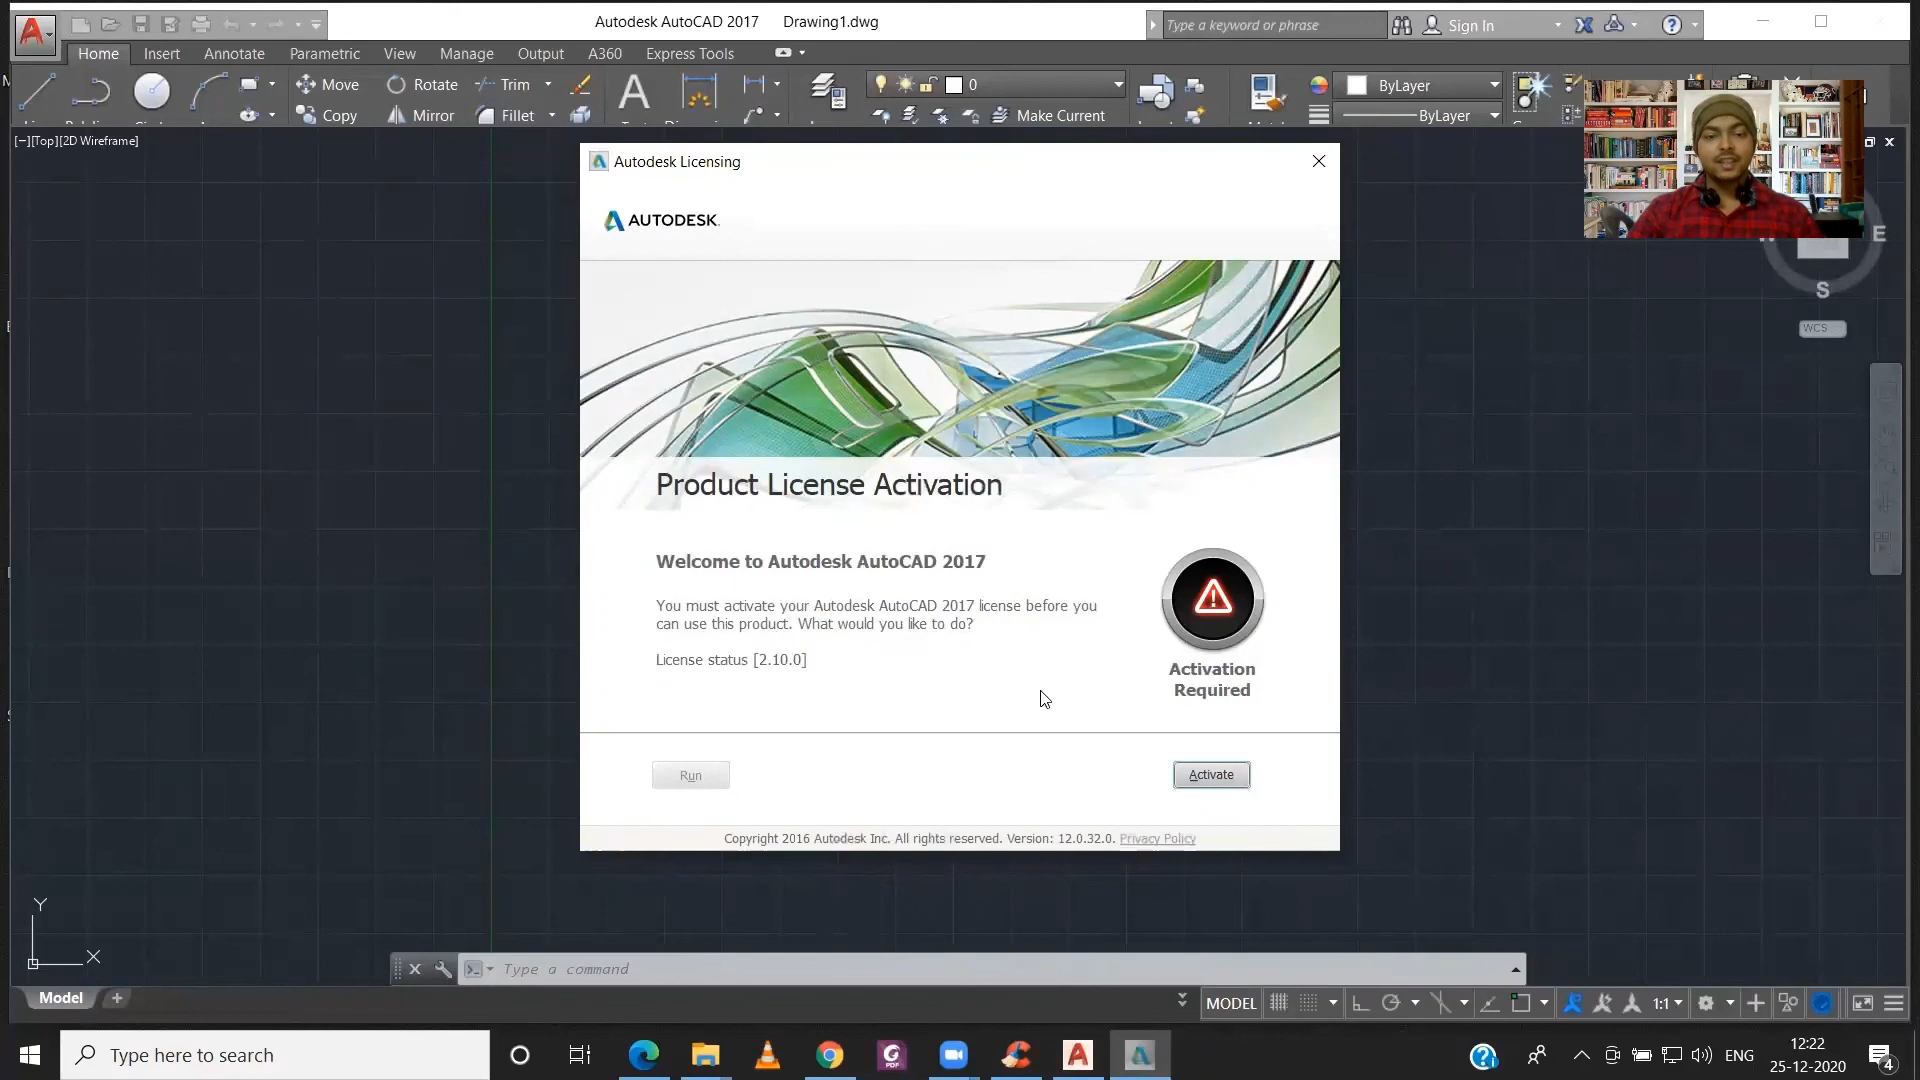 Autodesk AutoCAD 2017 Drawing1.dwg
Type a keyword or phrase
Sign In
Home Insert Annotate Parametric View Manage Output A360 Express Tools
Move Rotate Trim
0
ByLayer
Copy Mirror Fillet
Make Current
ByLayer
[−][Top][2D Wireframe]
E
S
WCS
Autodesk Licensing
AUTODESK.
Product License Activation
Welcome to Autodesk AutoCAD 2017
You must activate your Autodesk AutoCAD 2017 license before you
can use this product. What would you like to do?
License status [2.10.0]
Activation
Required
Run
Activate
Copyright 2016 Autodesk Inc. All rights reserved. Version: 12.0.32.0. Privacy Policy
Y
X
Type a command
Model
MODEL
1:1
Type here to search
ENG
12:22
25-12-2020
4